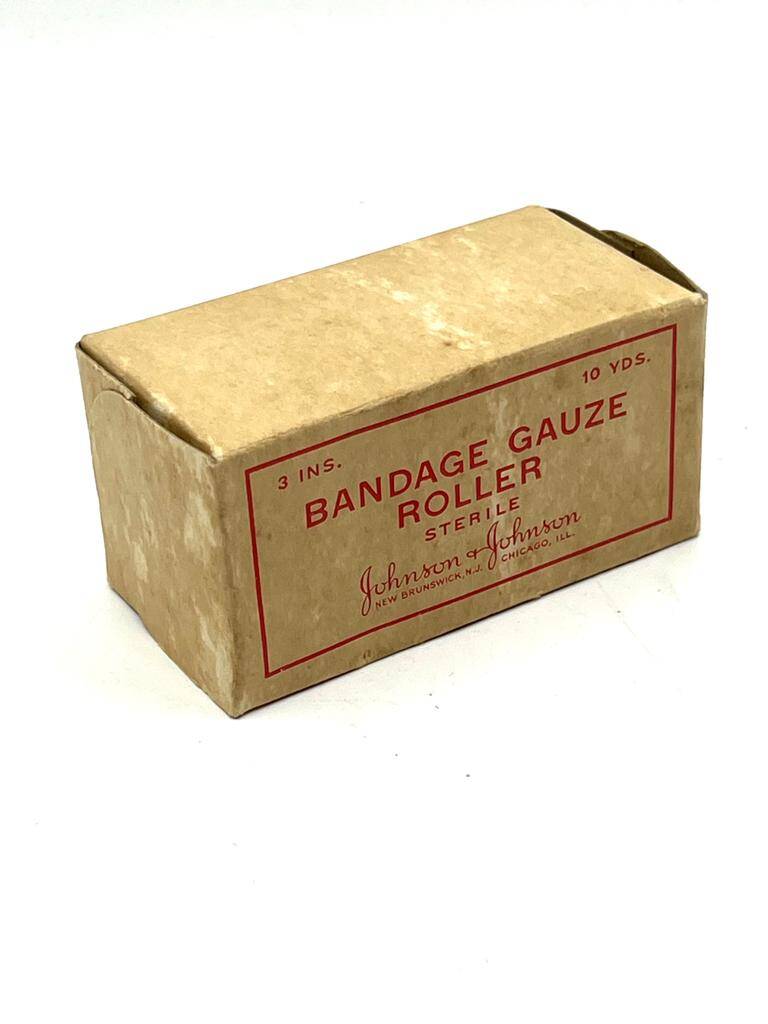 3 INS. 10 YDS.
BANDAGE GAUZE
ROLLER
STERILE
Johnson & Johnson
NEW BRUNSWICK, N.J. CHICAGO, ILL.